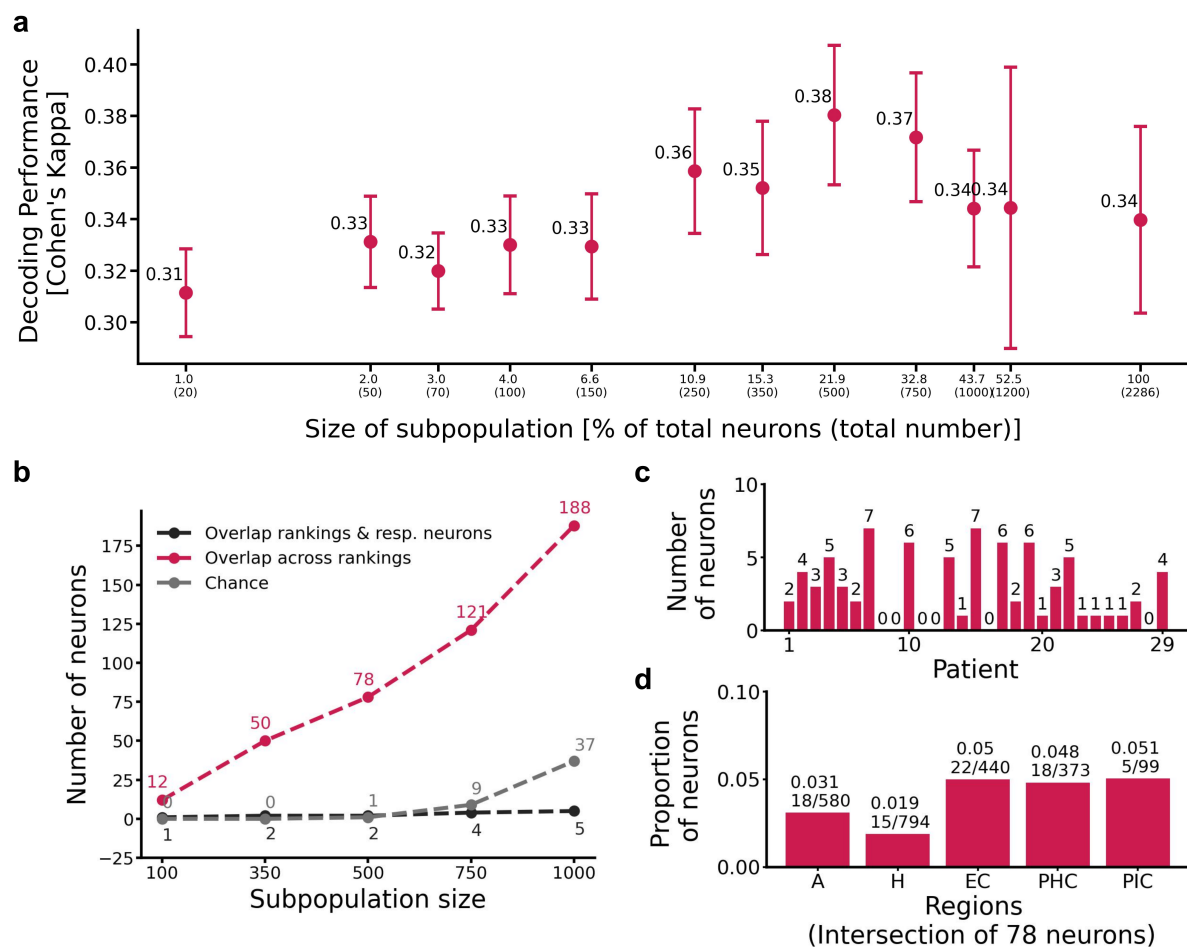 a
Decoding Performance
[Cohen's Kappa]
0.40
0.38
0.36
0.34
0.32
0.30
0.31
0.33
0.32
0.33
0.33
0.36
0.35
0.38
0.37
0.340
0.34
0.34
1.0 2.0 3.0 4.0 6.6 10.9 15.3 21.9 32.8 43.7 52.5 100
(20) (50) (70) (100) (150) (250) (350) (500) (750) (1000) (1200) (2286)
Size of subpopulation [% of total neurons (total number)]
b
Number of neurons
175
150
125
100
75
50
25
0
−25
Overlap rankings & resp. neurons
Overlap across rankings
Chance
12
50
78
121
188
0
0
1
9
37
1
2
2
4
5
100 350 500 750 1000
Subpopulation size
c
Number
of neurons
10
5
0
2 4 3 5 3 2 7 0 0 6 0 0 5 1 7 0 6 2 6 1 3 5 1 1 1 1 2 0 4
1 10 20 29
Patient
d
Proportion
of neurons
0.10
0.05
0.00
0.031
18/580
0.019
15/794
0.05
22/440
0.048
18/373
0.051
5/99
A H EC PHC PIC
Regions
(Intersection of 78 neurons)